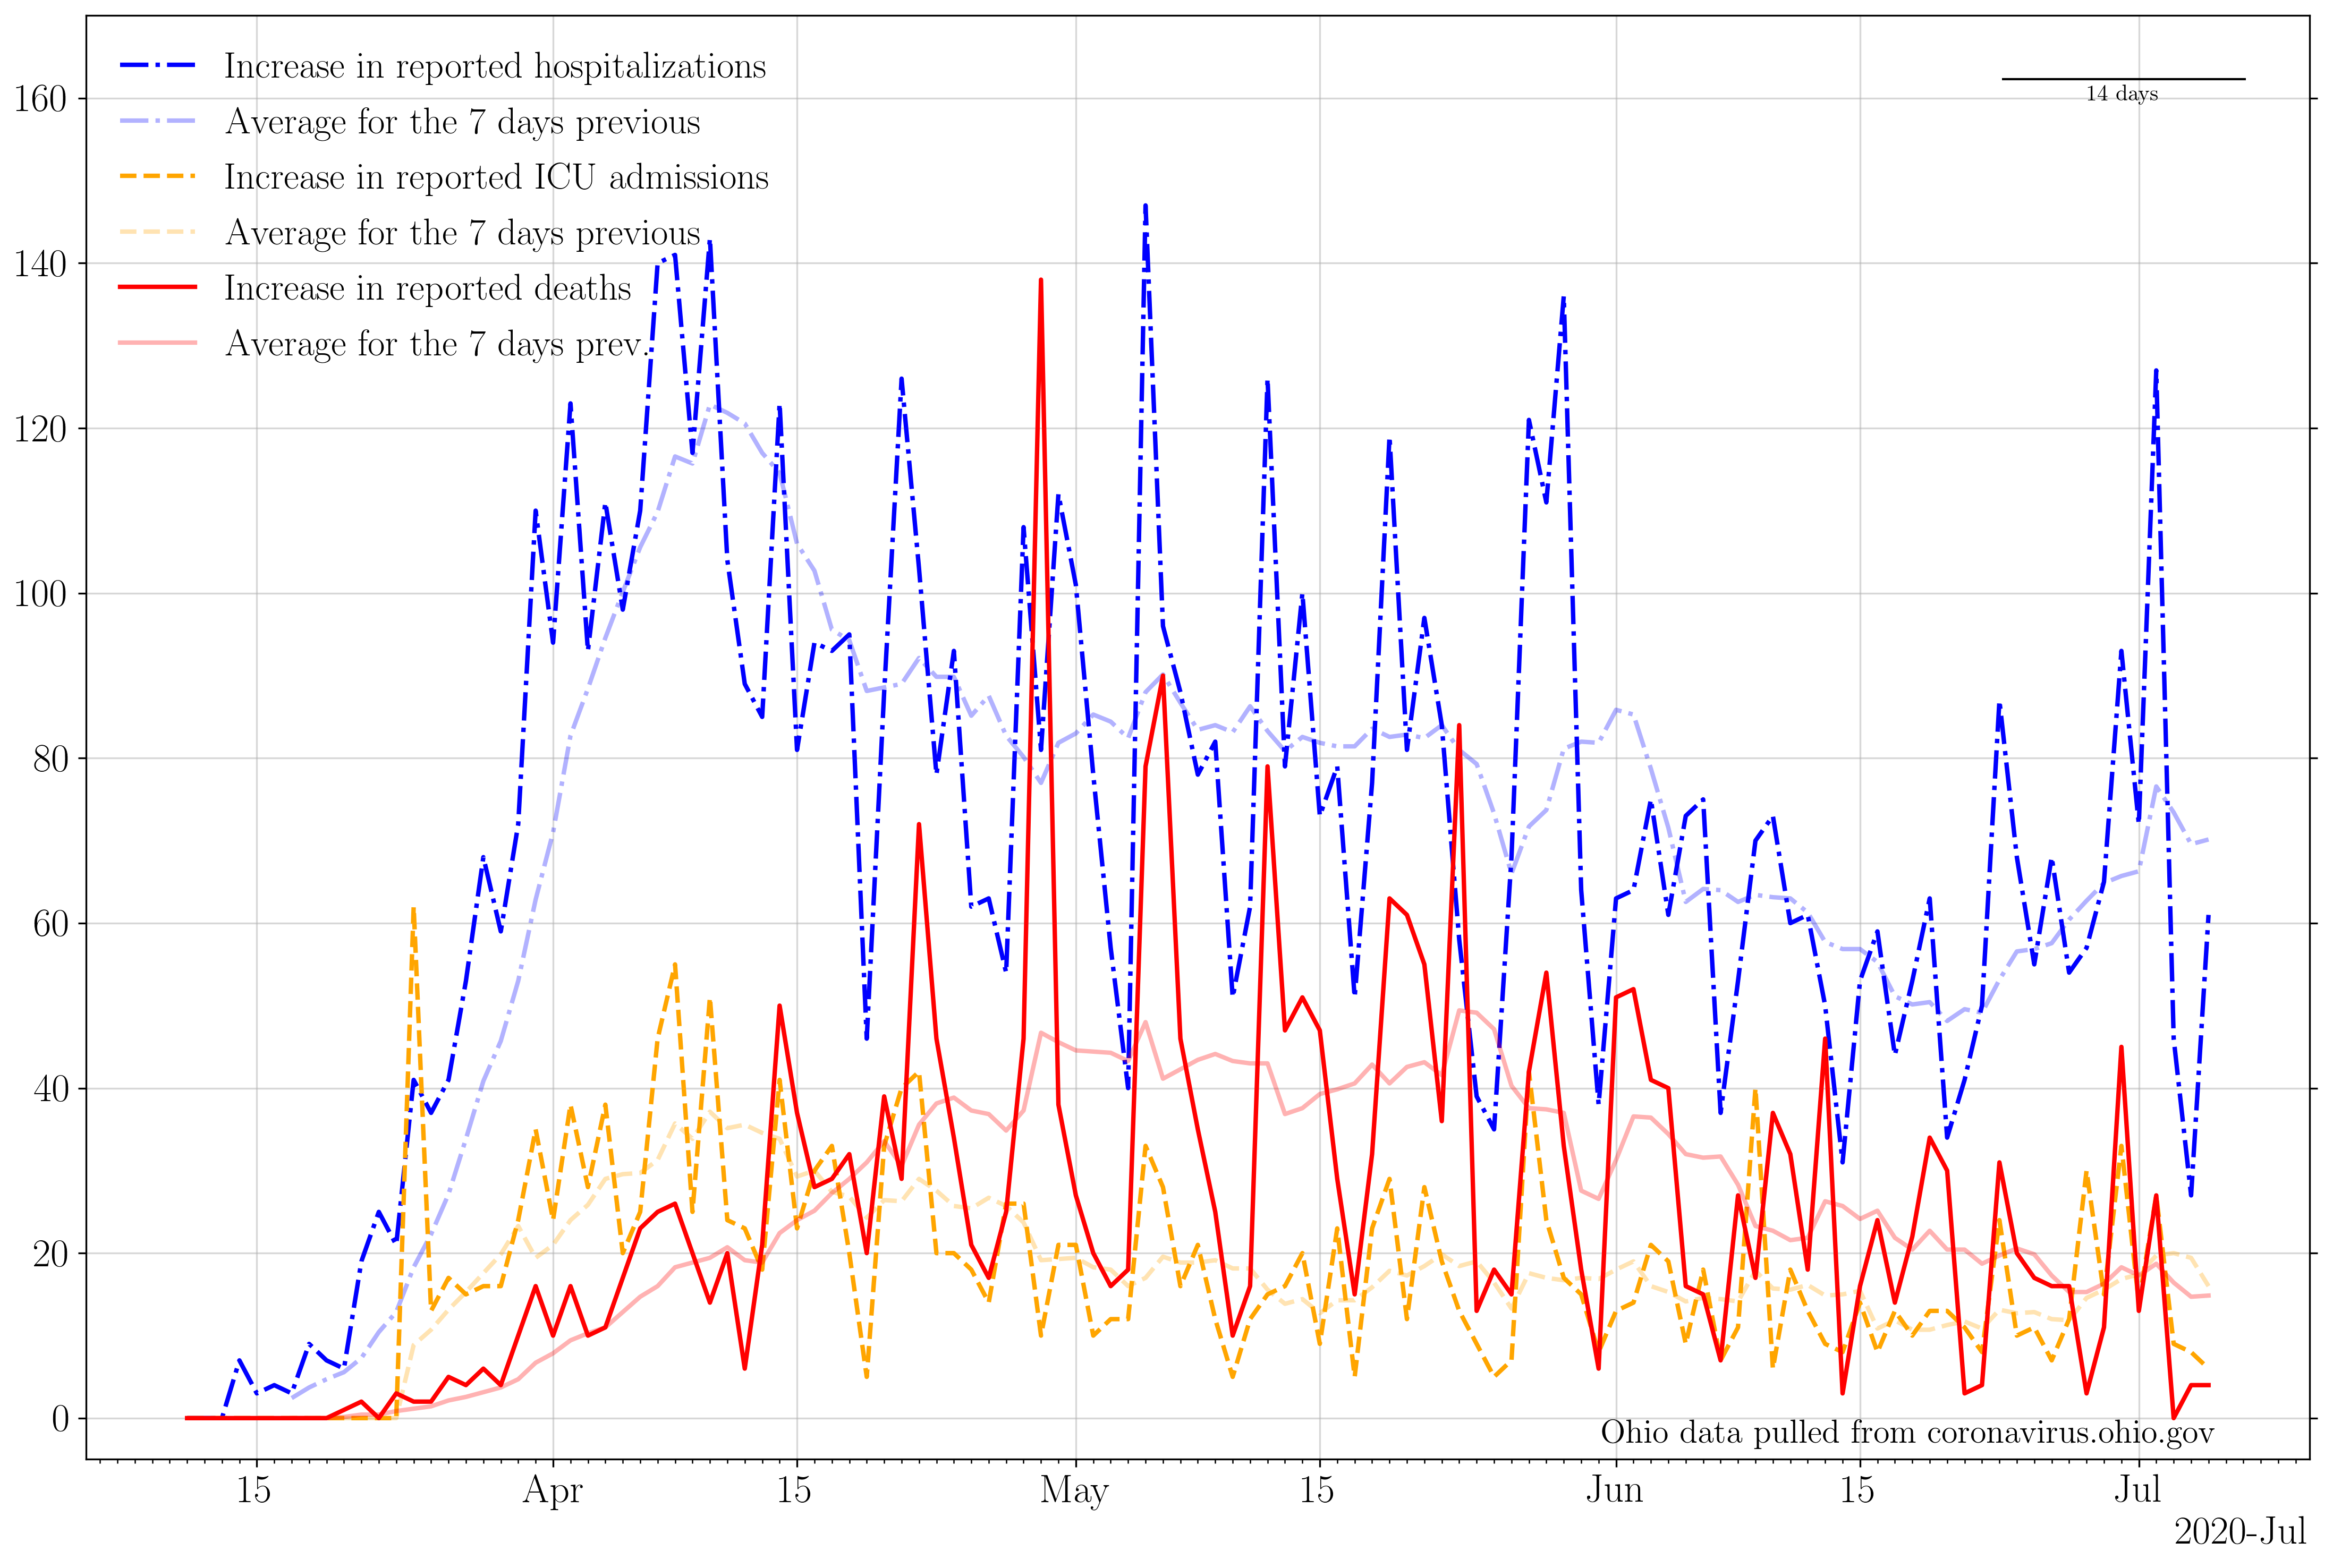 Increase in reported hospitalizations
Average for the 7 days previous
Increase in reported ICU admissions
Average for the 7 days previous
Increase in reported deaths
Average for the 7 days prev.
14 days
160
140
120
100
80
60
40
20
0
Ohio data pulled from coronavirus.ohio.gov
15 Apr 15 May 15 Jun 15 Jul
2020-Jul